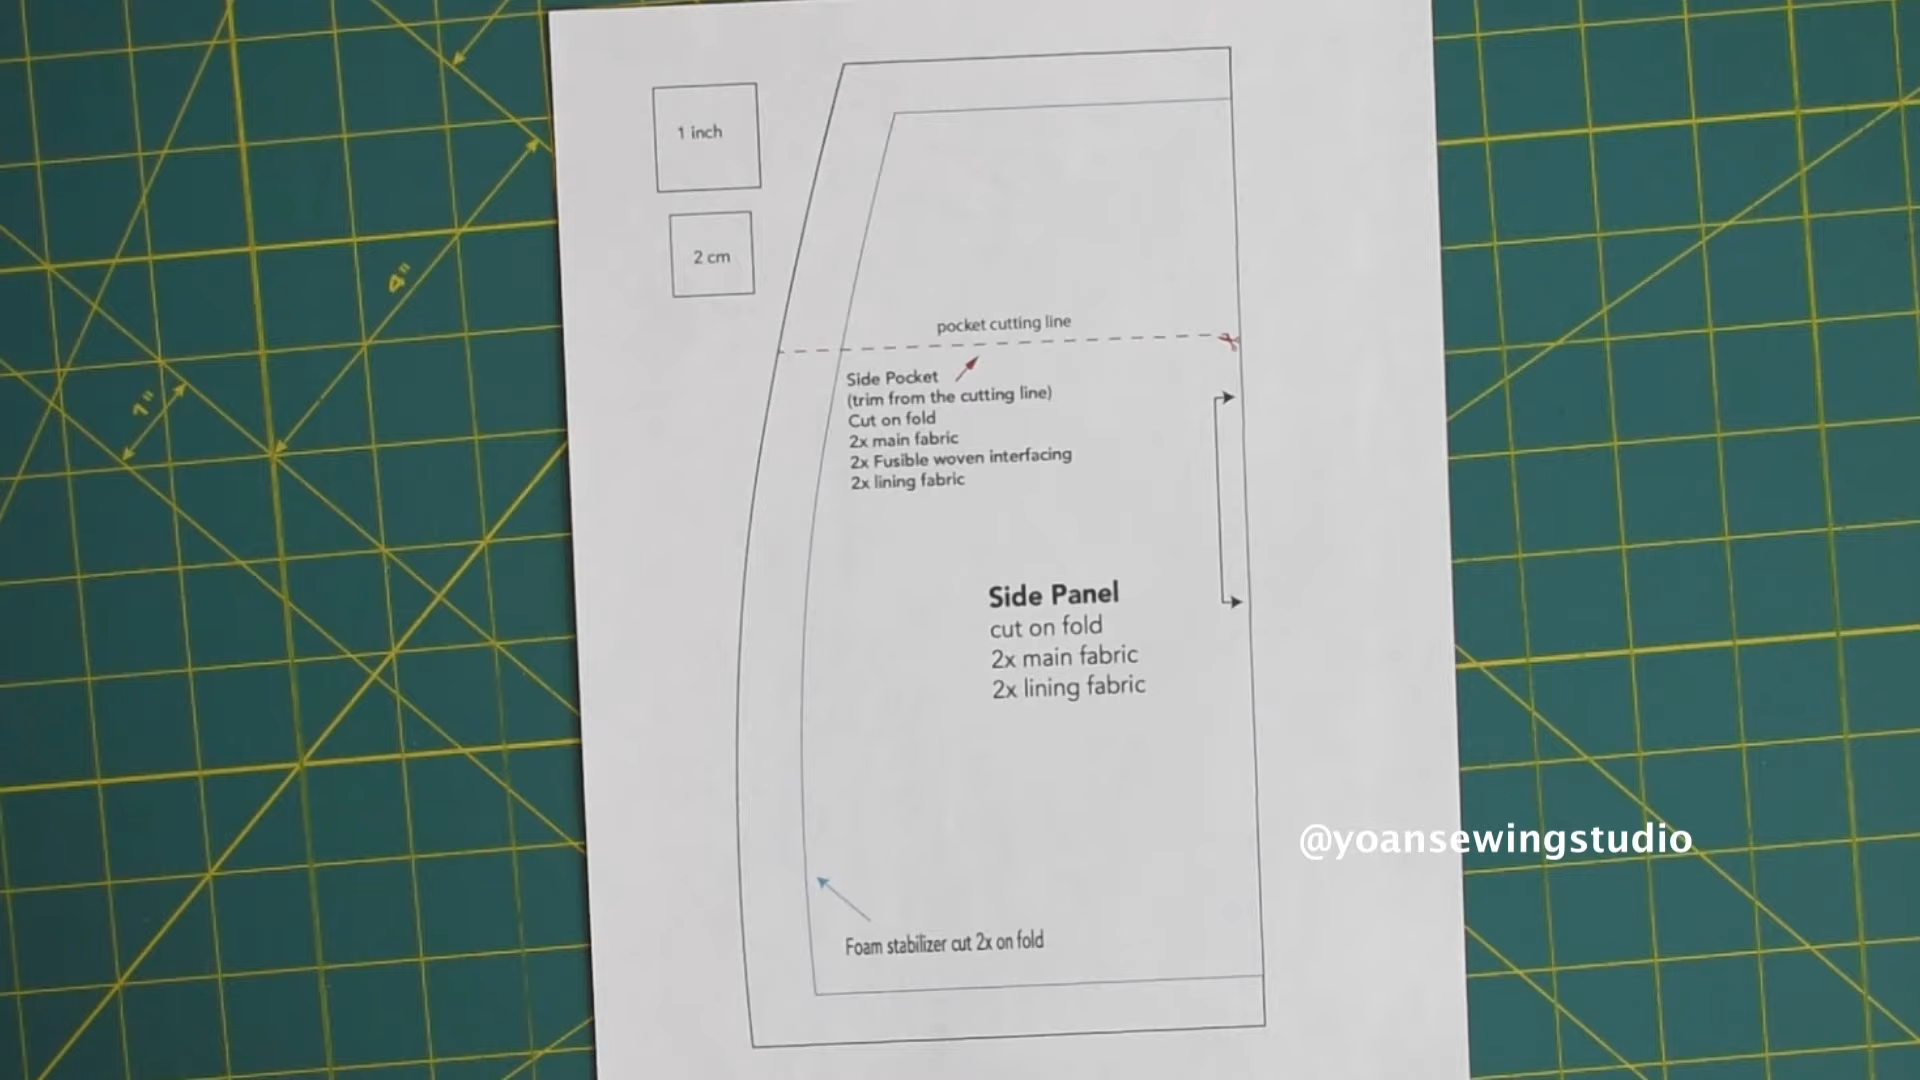 1 inch
2 cm
4"
1"
pocket cutting line
Side Pocket
(trim from the cutting line)
Cut on fold
2x main fabric
2x Fusible woven interfacing
2x lining fabric
Side Panel
cut on fold
2x main fabric
2x lining fabric
@yoansewingstudio
Foam stabilizer cut 2x on fold